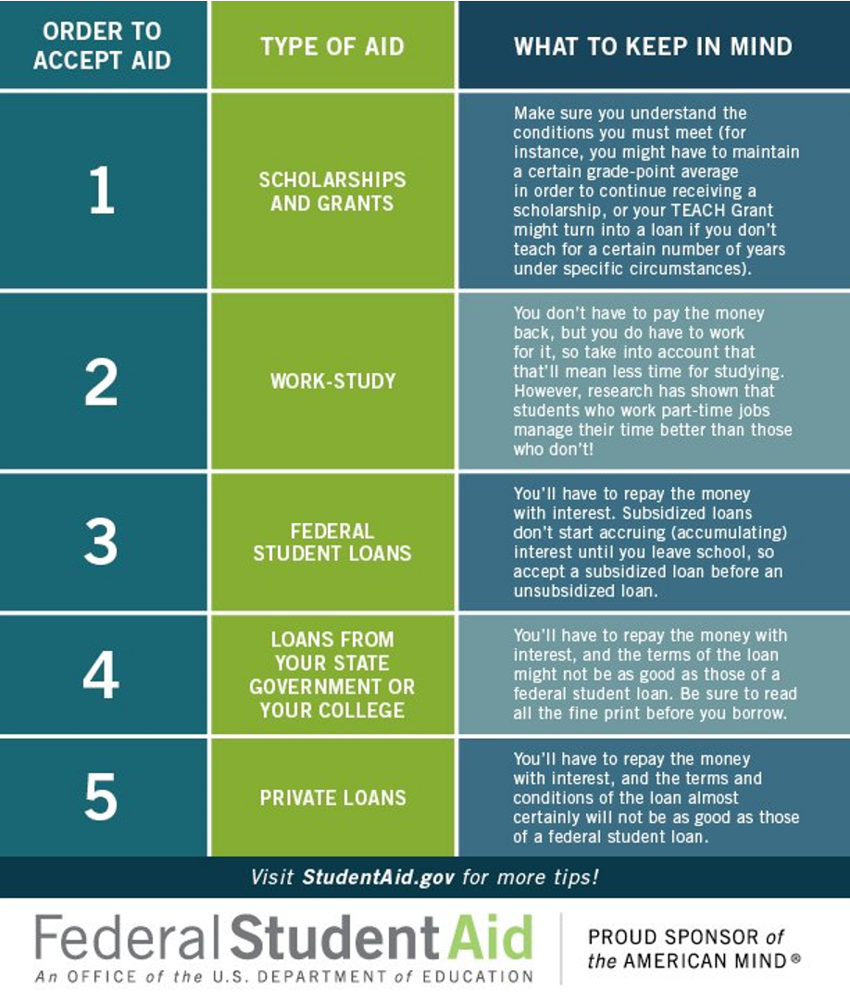 ORDER TO
ACCEPT AID
TYPE OF AID
WHAT TO KEEP IN MIND
1
SCHOLARSHIPS
AND GRANTS
Make sure you understand the
conditions you must meet (for
instance, you might have to maintain
a certain grade-point average
in order to continue receiving a
scholarship, or your TEACH Grant
might turn into a loan if you don't
teach for a certain number of years
under specific circumstances).
2
WORK-STUDY
You don't have to pay the money
back, but you do have to work
for it, so take into account that
that'll mean less time for studying.
However, research has shown that
students who work part-time jobs
manage their time better than those
who don't!
3
FEDERAL
STUDENT LOANS
You'll have to repay the money
with interest. Subsidized loans
don't start accruing (accumulating)
interest until you leave school, so
accept a subsidized loan before an
unsubsidized loan.
4
LOANS FROM
YOUR STATE
GOVERNMENT OR
YOUR COLLEGE
You'll have to repay the money with
interest, and the terms of the loan
might not be as good as those of a
federal student loan. Be sure to read
all the fine print before you borrow.
5
PRIVATE LOANS
You'll have to repay the money
with interest, and the terms and
conditions of the loan almost
certainly will not be as good as those
of a federal student loan.
Visit StudentAid.gov for more tips!
Federal Student Aid
An OFFICE of the U.S. DEPARTMENT of EDUCATION
PROUD SPONSOR of
the AMERICAN MIND®